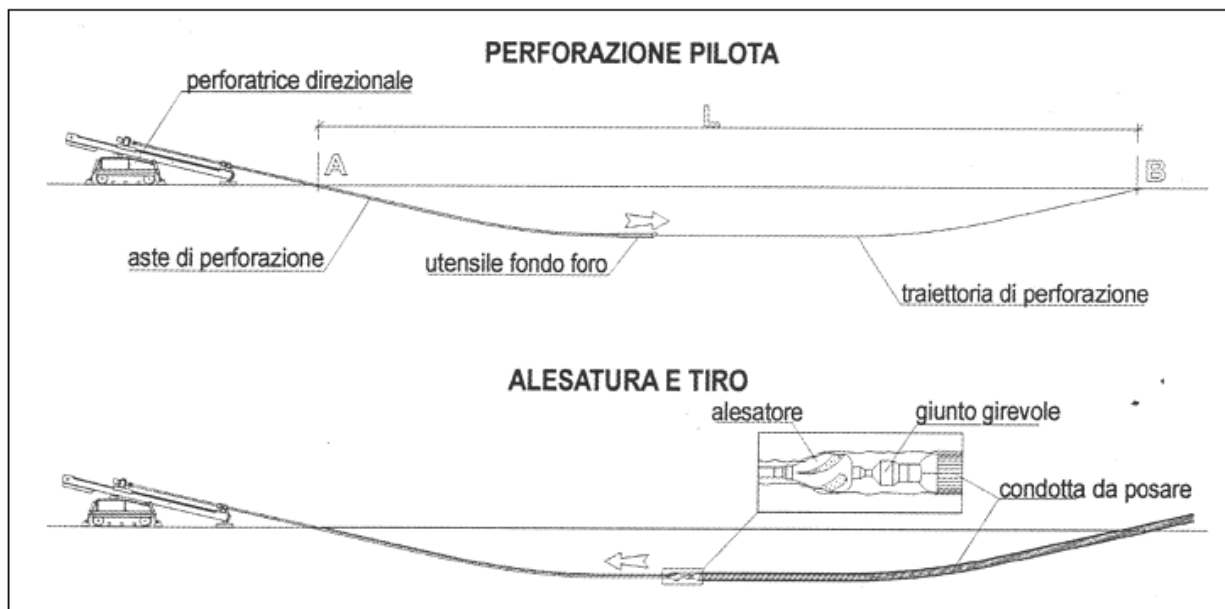 PERFORAZIONE PILOTA
perforatrice direzionale
L
A
B
aste di perforazione
utensile fondo foro
traiettoria di perforazione
ALESATURA E TIRO
alesatore
giunto girevole
condotta da posare